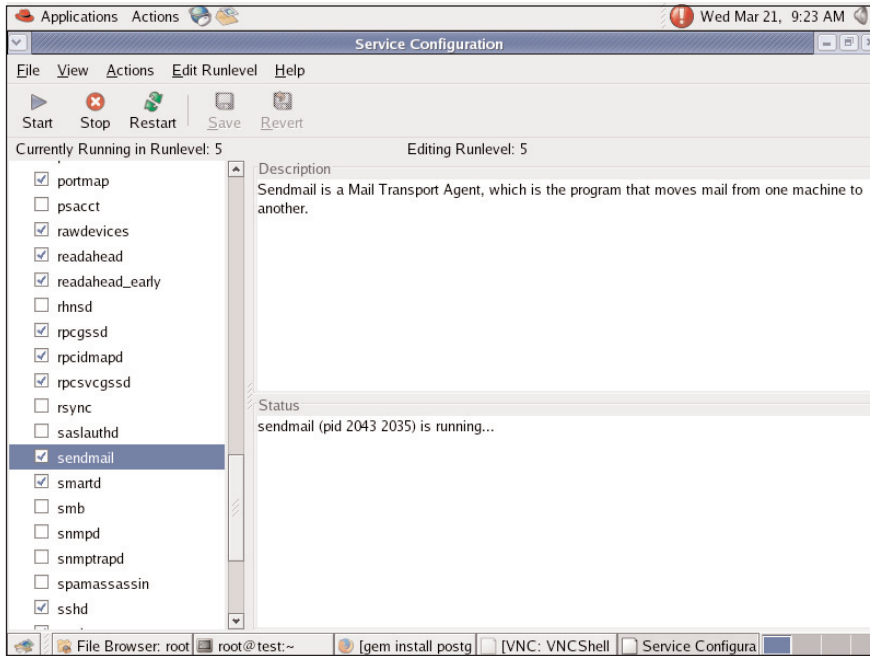 Applications Actions Wed Mar 21, 9:23 AM
Service Configuration
File View Actions Edit Runlevel Help
Start Stop Restart Save Revert
Currently Running in Runlevel: 5 Editing Runlevel: 5
portmap
psacct
rawdevices
readahead
readahead_early
rhnsd
rpcgssd
rpcidmapd
rpcsvcgssd
rsync
saslauthd
sendmail
smartd
smb
snmpd
snmptrapd
spamassassin
sshd
Description
Sendmail is a Mail Transport Agent, which is the program that moves mail from one machine to
another.
Status
sendmail (pid 2043 2035) is running...
File Browser: root root@test:~ [gem install postg [VNC: VNCShell Service Configura